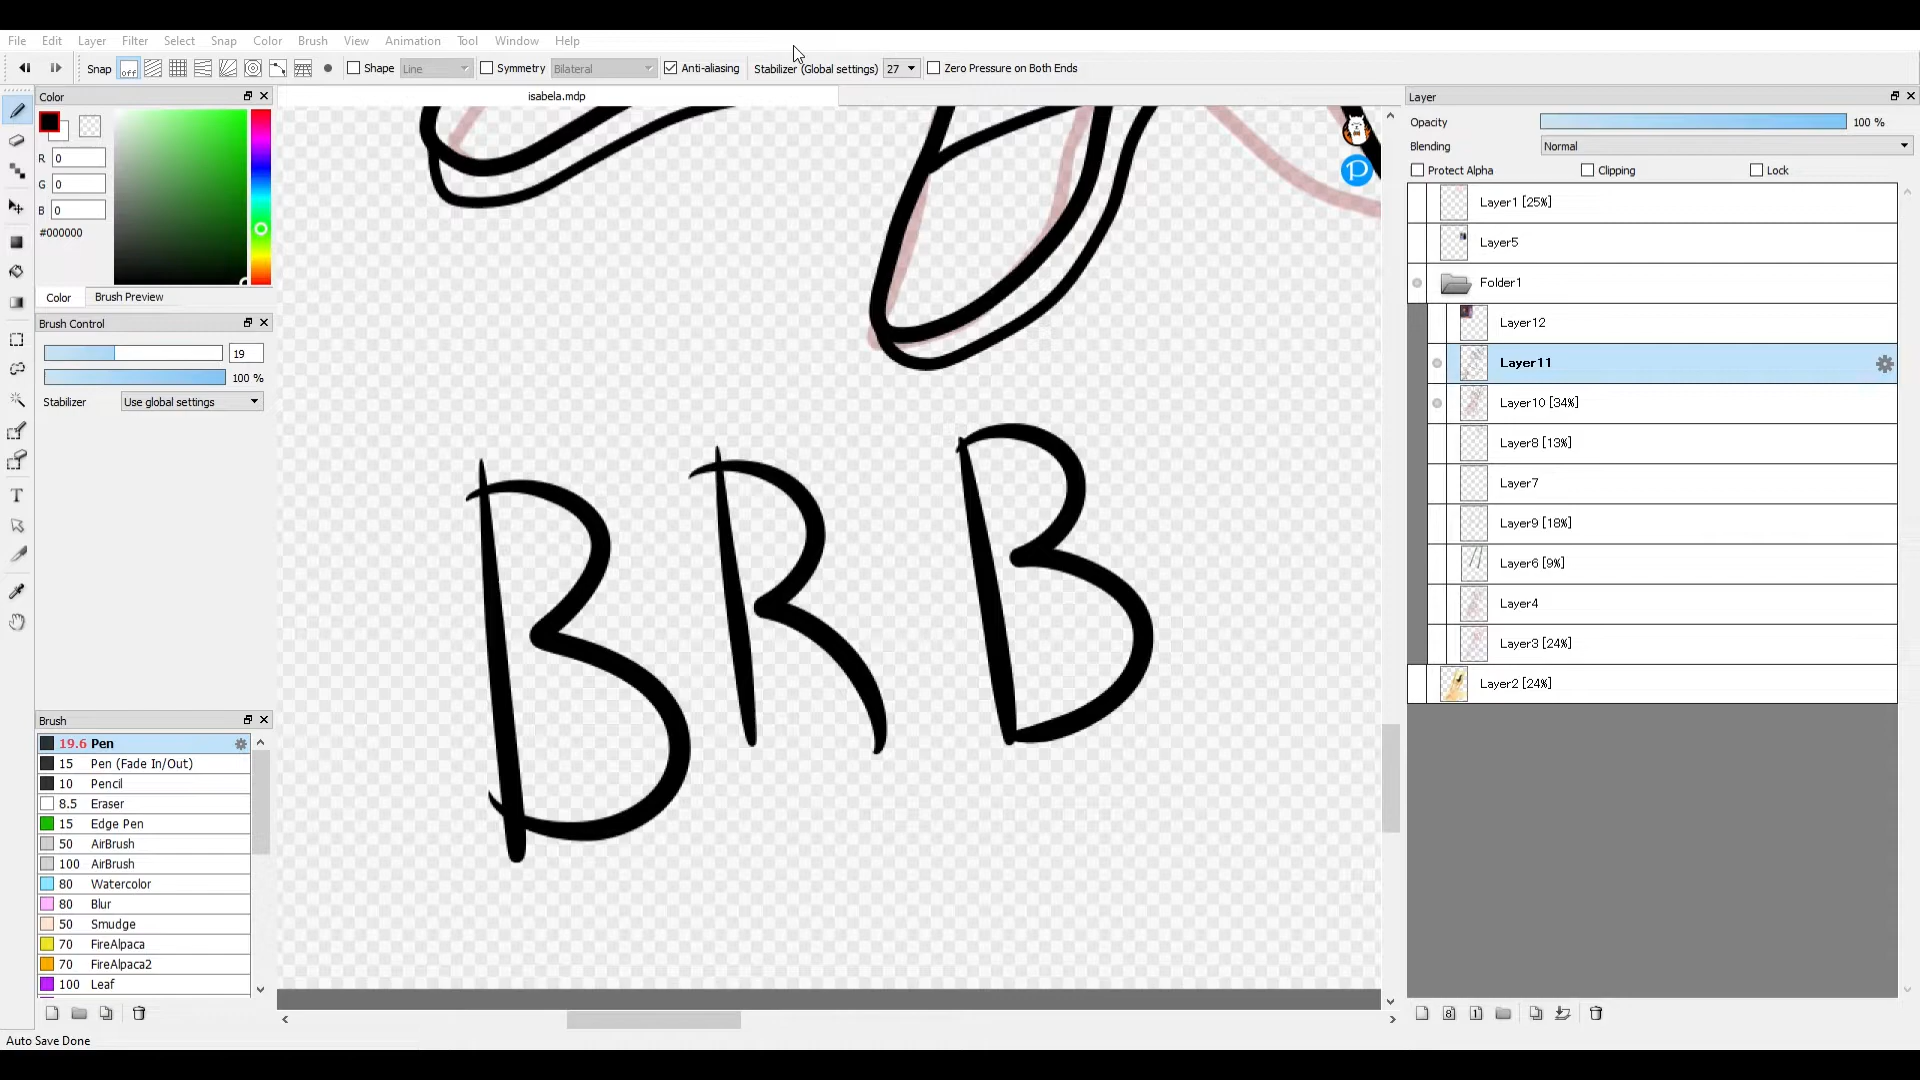 File Edit Layer Filter Select Snap Color Brush View Animation Tool Window Help
Snap off Shape Line Symmetry Bilateral Anti-aliasing Stabilizer (Global settings) 27 Zero Pressure on Both Ends
Color
isabela.mdp
Layer
R 0
G 0
B 0
#000000
Color Brush Preview
Brush Control
19
100 %
Stabilizer Use global settings
Brush
19.6 Pen
15 Pen (Fade In/Out)
10 Pencil
8.5 Eraser
15 Edge Pen
50 AirBrush
100 AirBrush
80 Watercolor
80 Blur
50 Smudge
70 FireAlpaca
70 FireAlpaca2
100 Leaf
Auto Save Done
BRB
Opacity 100 %
Blending Normal
Protect Alpha Clipping Lock
Layer1 [25%]
Layer5
Folder1
Layer12
Layer11
Layer10 [34%]
Layer8 [13%]
Layer7
Layer9 [18%]
Layer6 [9%]
Layer4
Layer3 [24%]
Layer2 [24%]
8 1